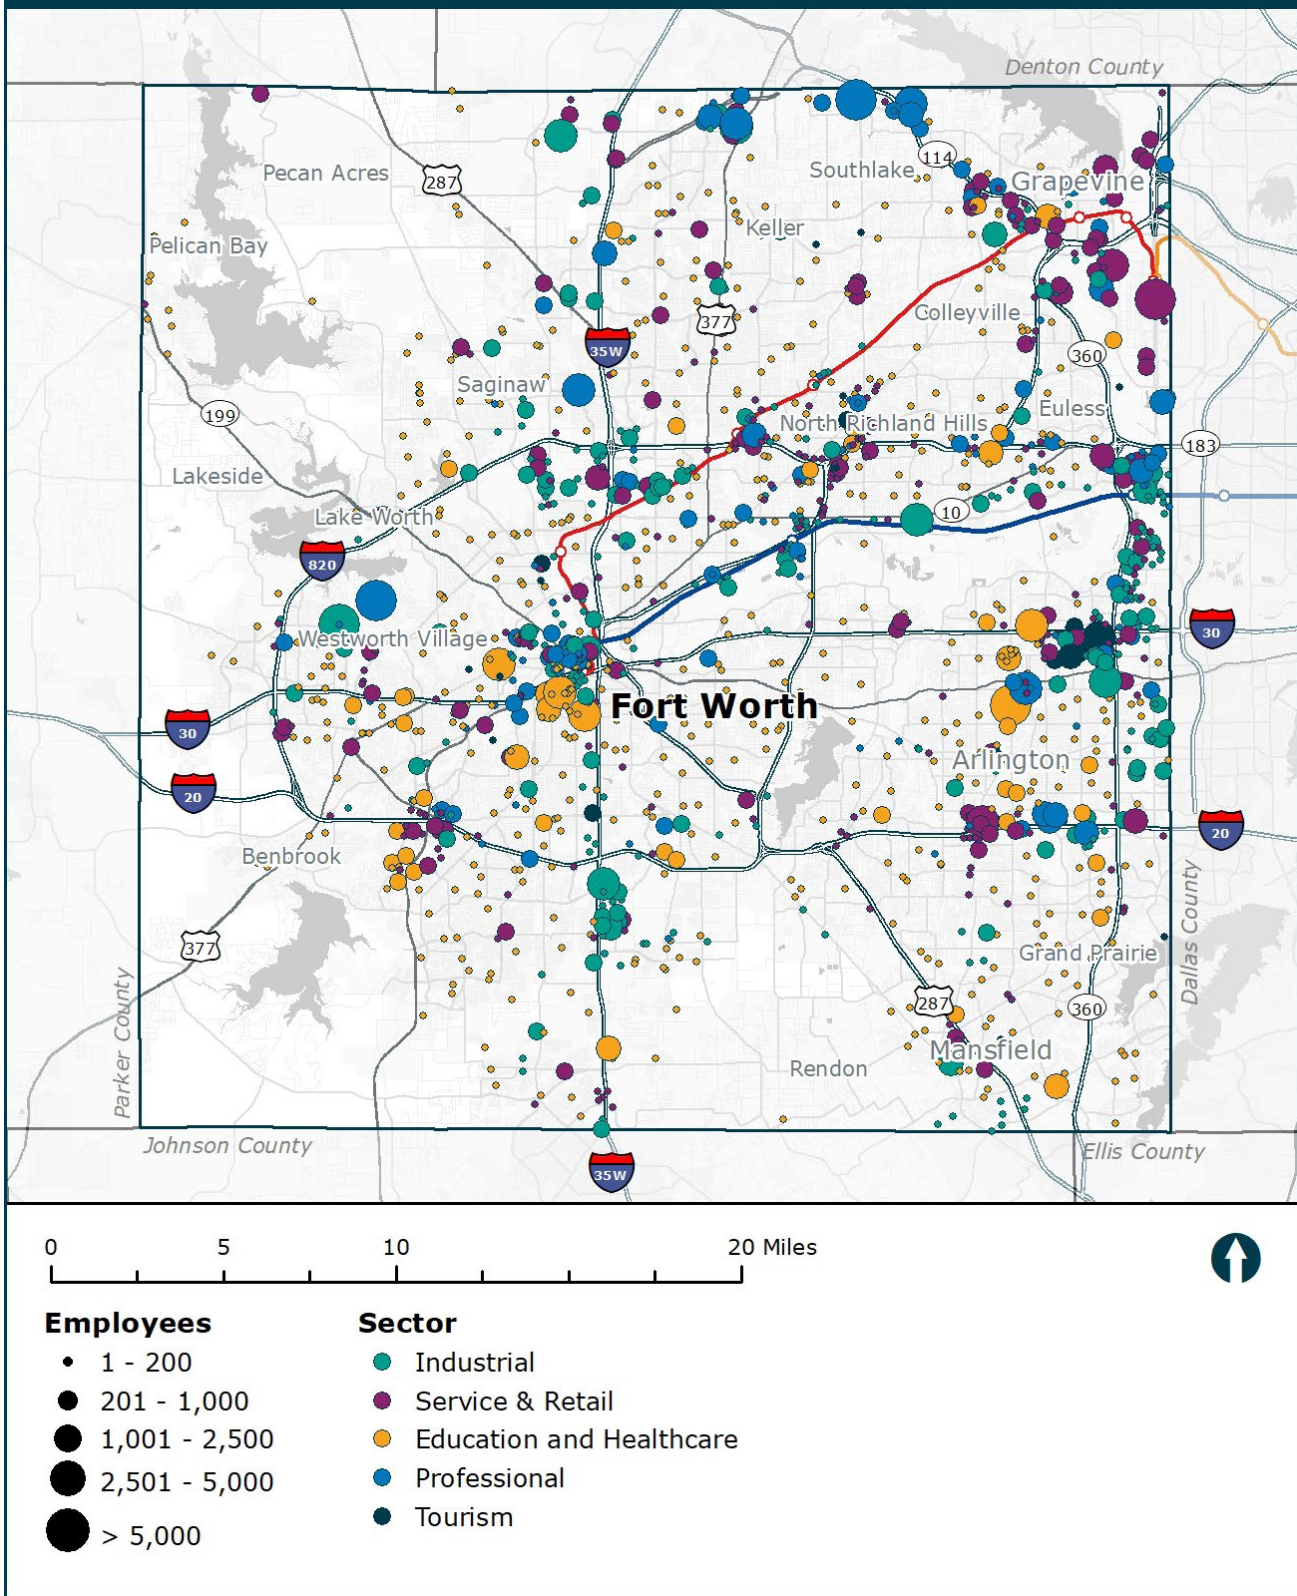 Denton County
114
Southlake
Pecan Acres
287
Grapevine
Keller
Pelican Bay
377
Colleyville
35W
360
Saginaw
199
Euless
North Richland Hills
183
Lakeside
10
Lake Worth
820
30
Westworth Village
Fort Worth
30
Arlington
20
20
Benbrook
377
Grand Prairie
Dallas County
287
360
Parker County
Mansfield
Rendon
Johnson County
Ellis County
35W
0 5 10 20 Miles
Employees
1 - 200
201 - 1,000
1,001 - 2,500
2,501 - 5,000
> 5,000
Sector
Industrial
Service & Retail
Education and Healthcare
Professional
Tourism